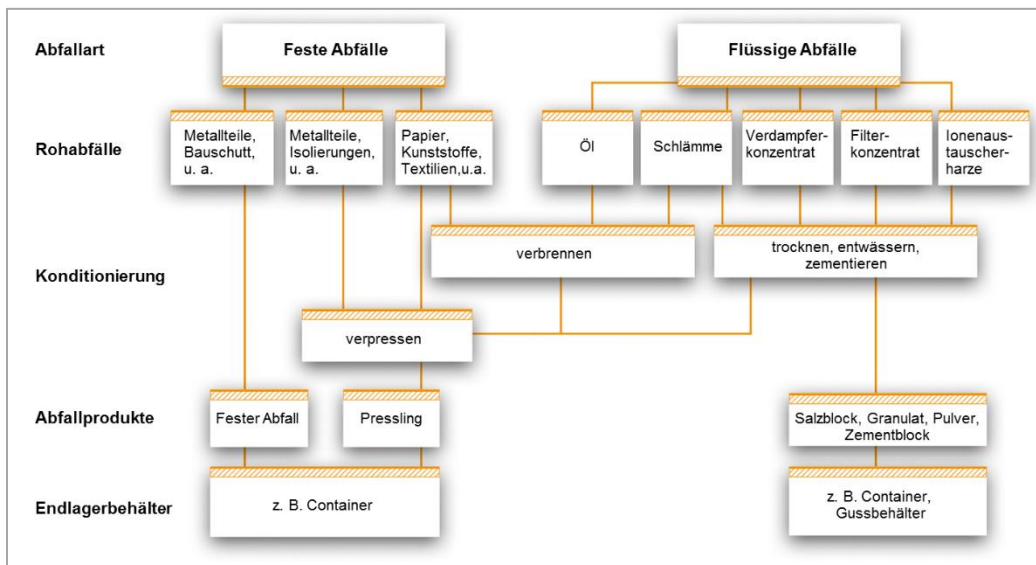 Abfallart
Feste Abfälle
Flüssige Abfälle
Rohabfälle
Metallteile,
Bauschutt,
u. a.
Metallteile,
Isolierungen,
u. a.
Papier,
Kunststoffe,
Textilien,u.a.
Öl
Schlämme
Verdampfer-
konzentrat
Filter-
konzentrat
Ionenaus-
tauscher-
harze
Konditionierung
verbrennen
trocknen, entwässern,
zementieren
verpressen
Abfallprodukte
Fester Abfall
Pressling
Salzblock, Granulat, Pulver,
Zementblock
Endlagerbehälter
z. B. Container
z. B. Container,
Gussbehälter